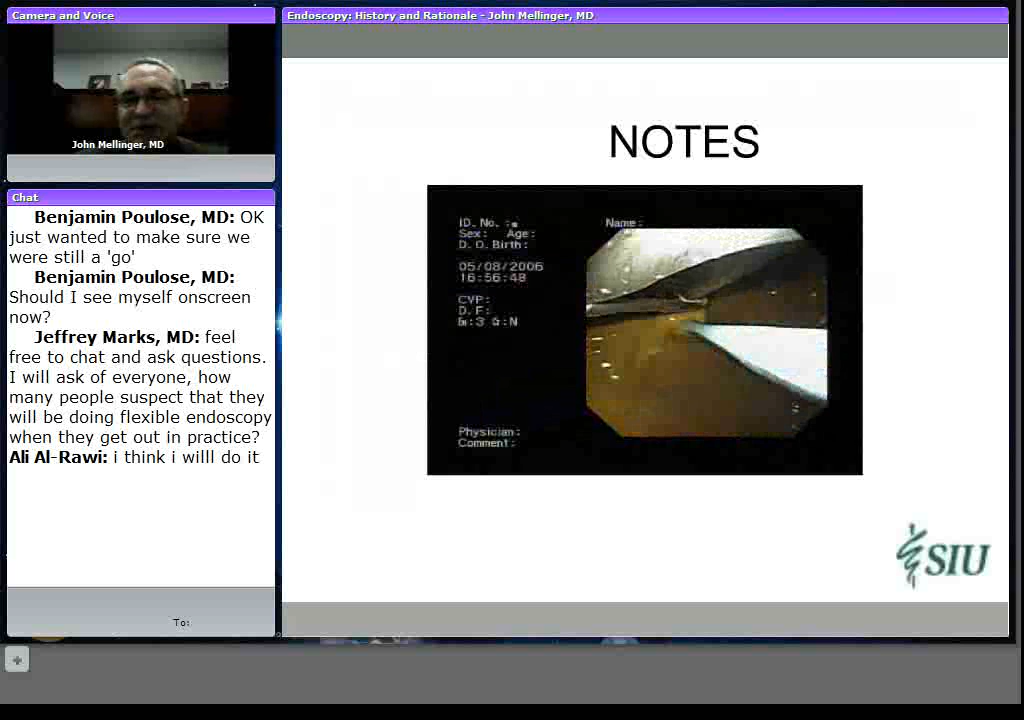 Camera and Voice
John Mellinger, MD
Chat
Benjamin Poulose, MD: OK
just wanted to make sure we
were still a 'go'
Benjamin Poulose, MD:
Should I see myself onscreen
now?
Jeffrey Marks, MD: feel
free to chat and ask questions.
I will ask of everyone, how
many people suspect that they
will be doing flexible endoscopy
when they get out in practice?
Ali Al-Rawi: i think i willl do it
To:
Endoscopy: History and Rationale - John Mellinger, MD
NOTES
ID. No. :
Name:
Sex: Age:
D. O. Birth:
05/08/2006
16:56:48
CVP:
D. F:
:3 G:N
Physician:
Comment:
SIU